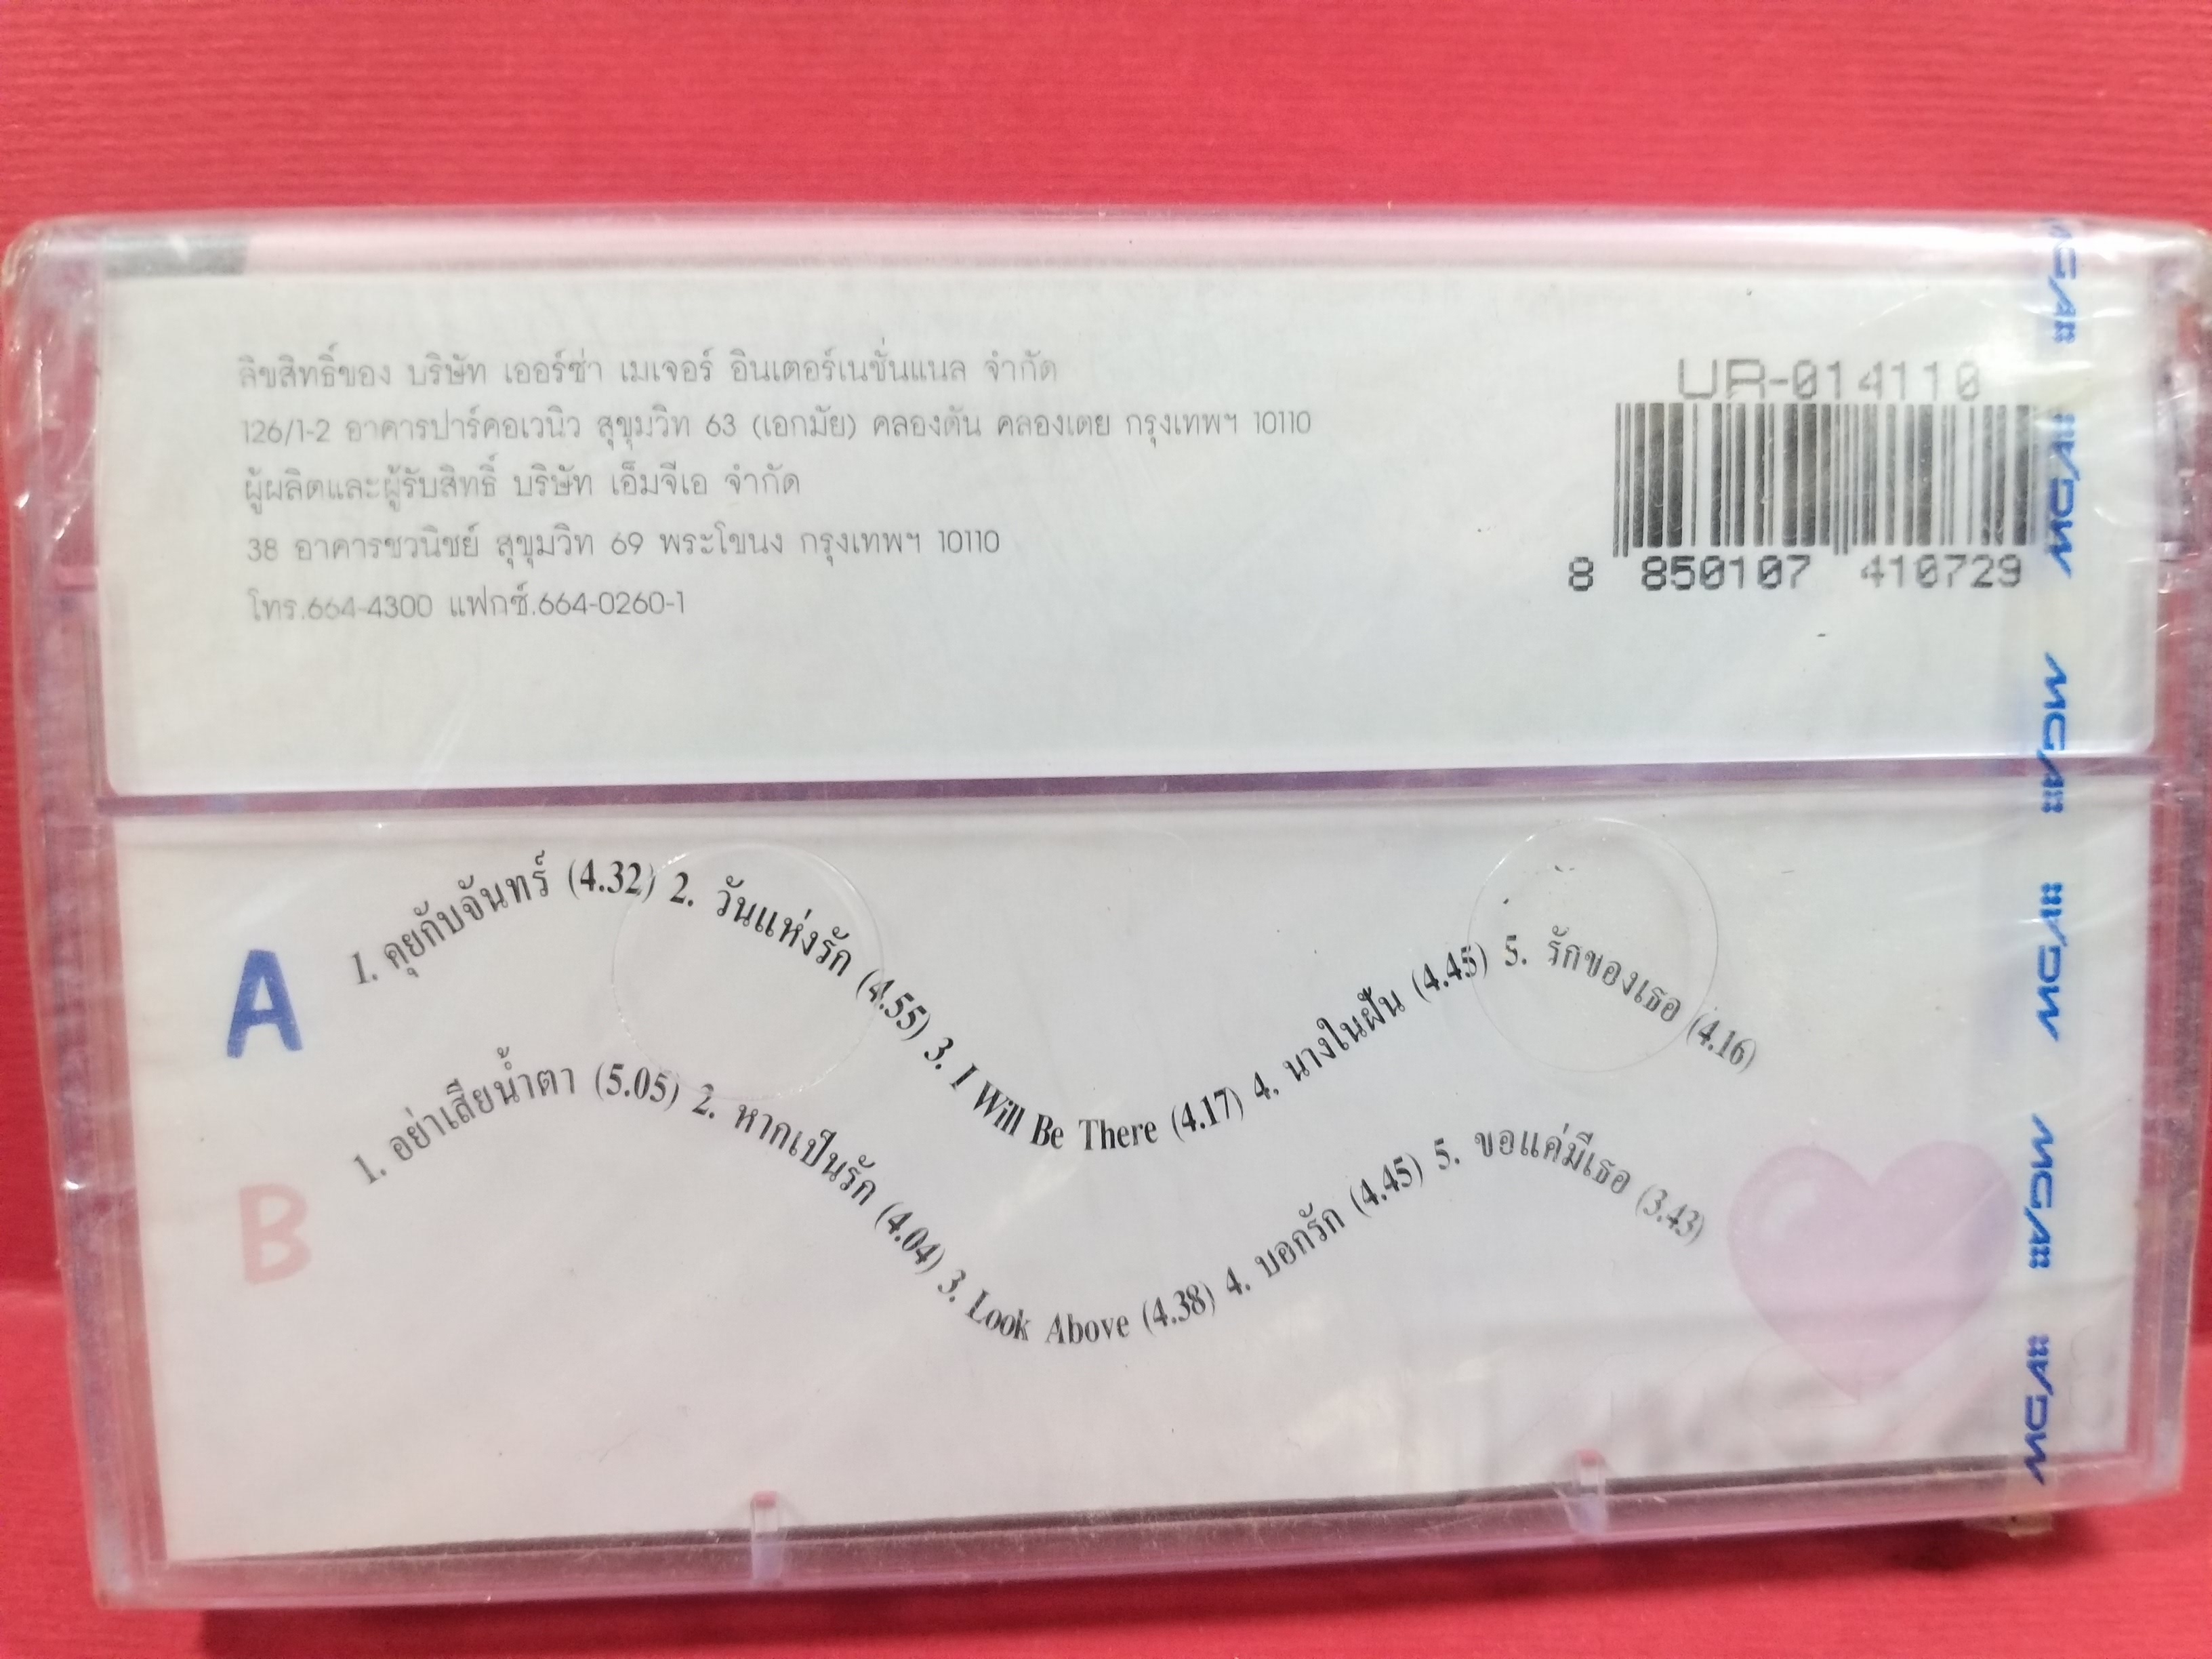 ลิขสิทธิ์ของ บริษัท เออร์ซ่า เมเจอร์ อินเตอร์เนชั่นแนล จำกัด
126/1-2 อาคารปาร์คอเวนิว สุขุมวิท 63 (เอกมัย) คลองตัน คลองเตย กรุงเทพฯ 10110
ผู้ผลิตและผู้รับสิทธิ์ บริษัท เอ็มจีเอ จำกัด
38 อาคารชวนิชย์ สุขุมวิท 69 พระโขนง กรุงเทพฯ 10110
โทร.664-4300 แฟกซ์.664-0260-1
UR-014110
8 850107 410729
A
1. คุยกับจันทร์ (4.32) 2. วันแห่งรัก (4.55) 3. I Will Be There (4.17) 4. นางในฝัน (4.45) 5. รักของเธอ (4.16)
B
1. อย่าเสียน้ำตา (5.05) 2. หากเป็นรัก (4.04) 3. Look Above (4.38) 4. บอกรัก (4.45) 5. ขอแค่มีเธอ (3.43)
MGA
MGA
MGA
MGA
MGA
MGA